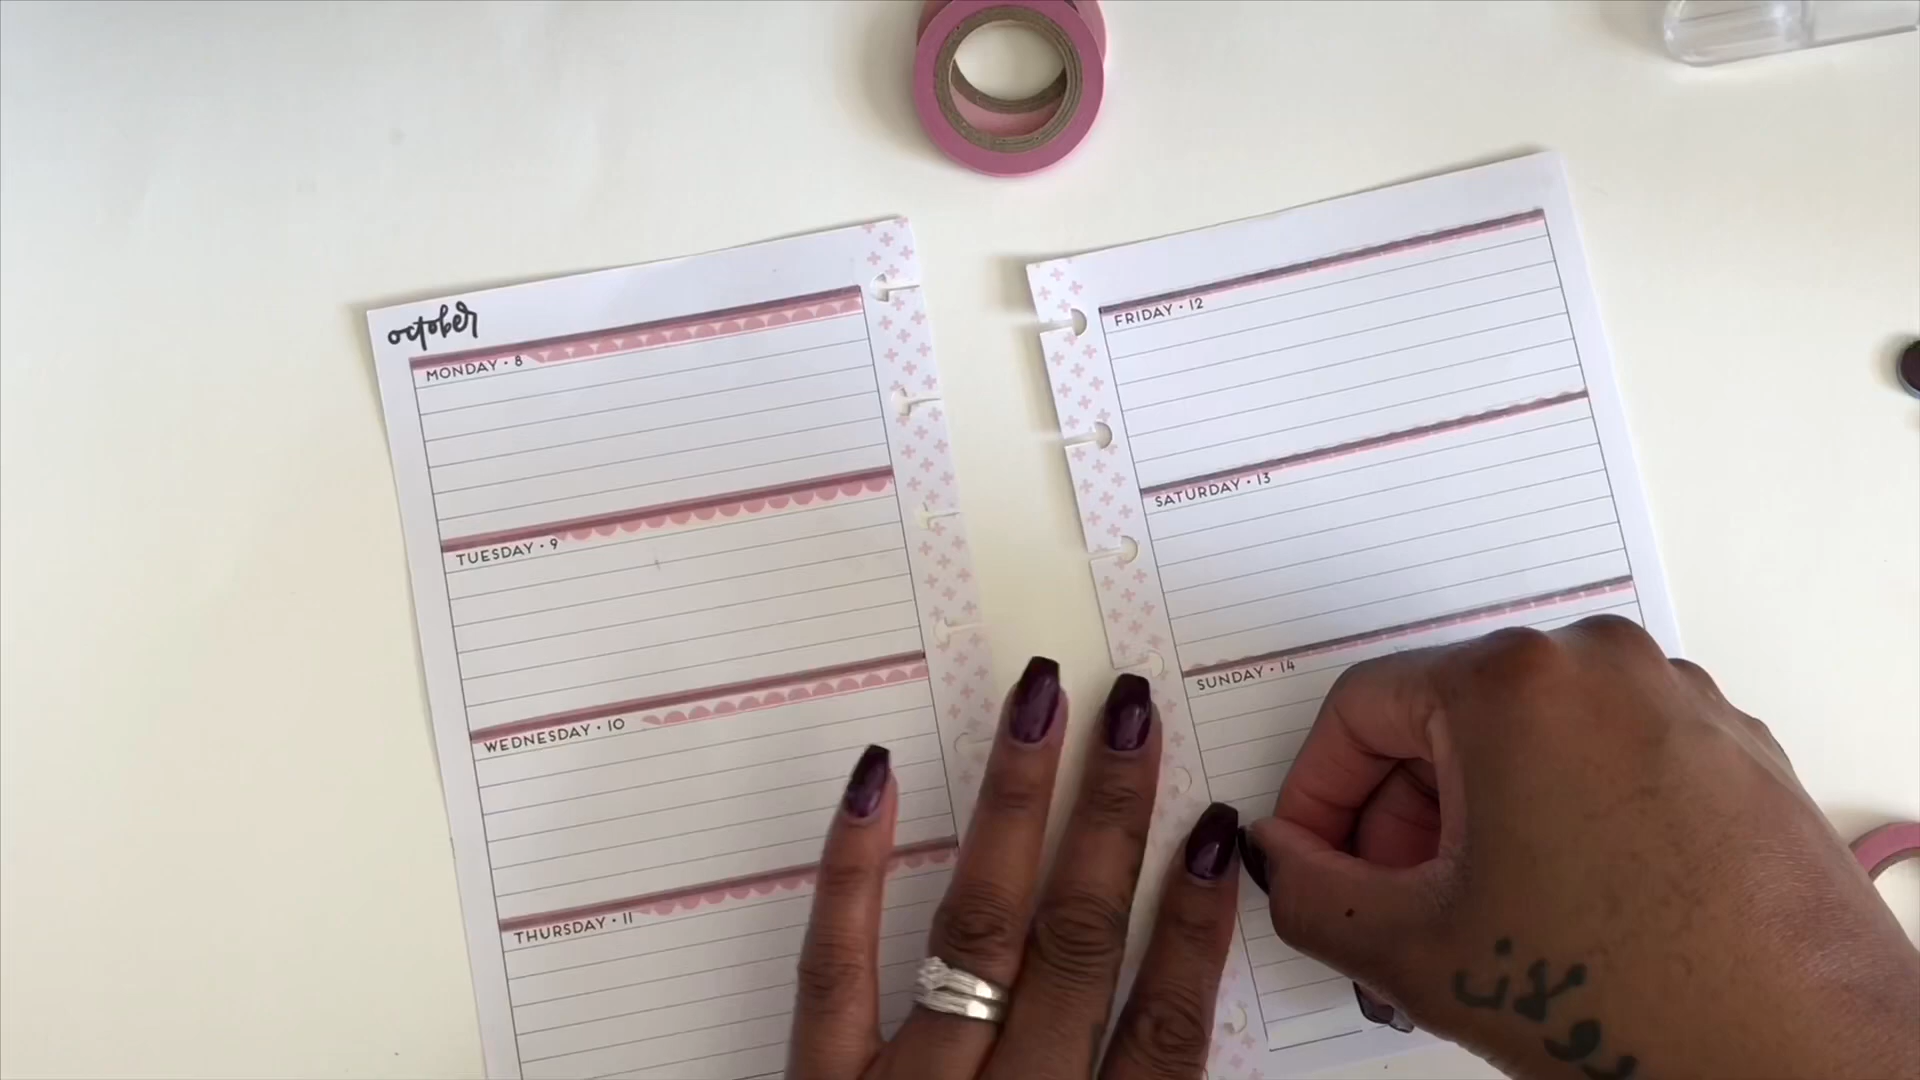 october
MONDAY • 8
TUESDAY • 9
WEDNESDAY • 10
THURSDAY • 11
FRIDAY • 12
SATURDAY • 13
SUNDAY • 14